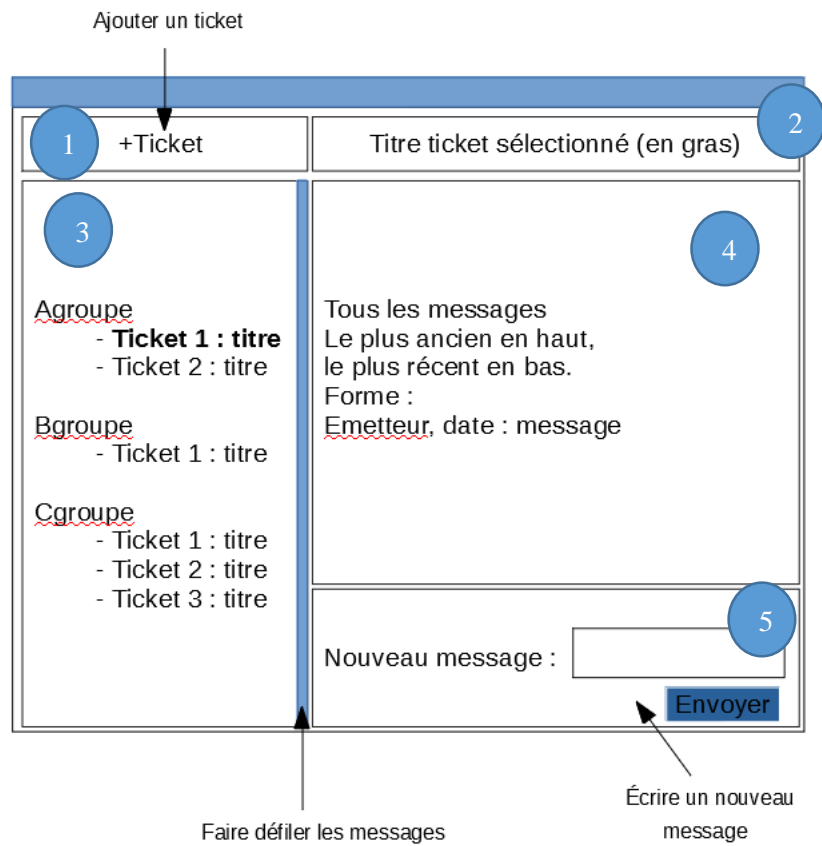 Ajouter un ticket
1
+Ticket
Titre ticket sélectionné (en gras)
2
3
Agroupe
- Ticket 1 : titre
- Ticket 2 : titre
Bgroupe
- Ticket 1 : titre
Cgroupe
- Ticket 1 : titre
- Ticket 2 : titre
- Ticket 3 : titre
4
Tous les messages
Le plus ancien en haut,
le plus récent en bas.
Forme :
Emetteur, date : message
5
Nouveau message :
Envoyer
Faire défiler les messages
Écrire un nouveau
message